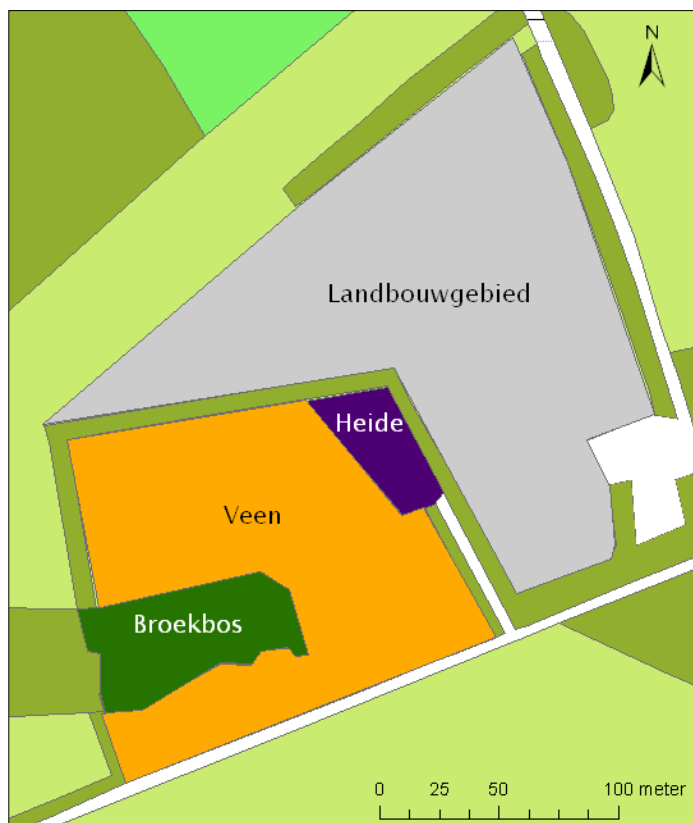 N
Landbouwgebied
Heide
Veen
Broekbos
0 25 50 100 meter